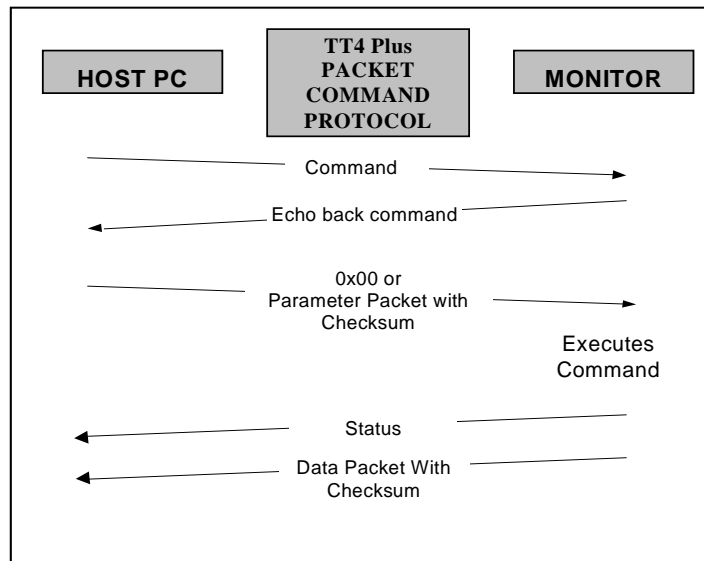 HOST PC
TT4 Plus
PACKET
COMMAND
PROTOCOL
MONITOR
Command
Echo back command
0x00 or
Parameter Packet with
Checksum
Executes
Command
Status
Data Packet With
Checksum